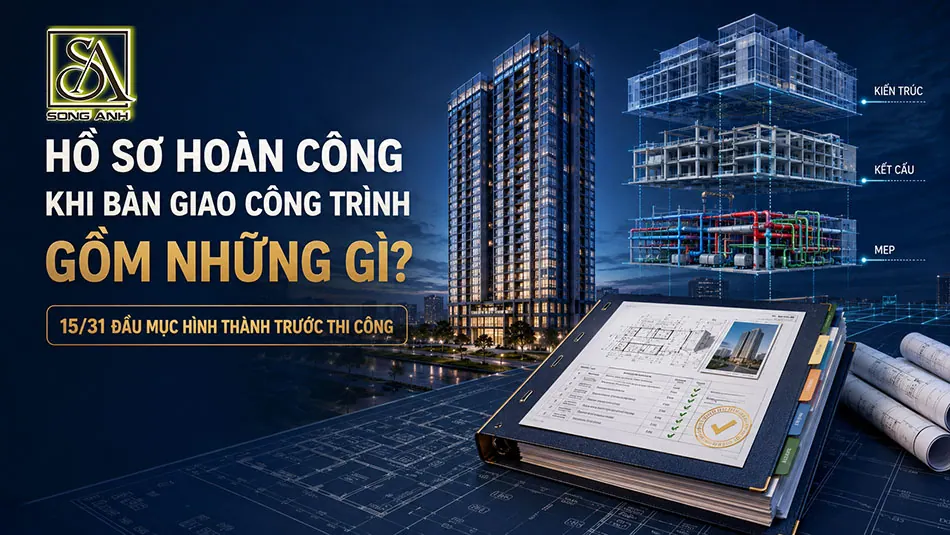 SA
SONG ANH
HỒ SƠ HOÀN CÔNG
KHI BÀN GIAO CÔNG TRÌNH
GỒM NHỮNG GÌ?
15/31 ĐẦU MỤC HÌNH THÀNH TRƯỚC THI CÔNG
KIẾN TRÚC
KẾT CẤU
MEP